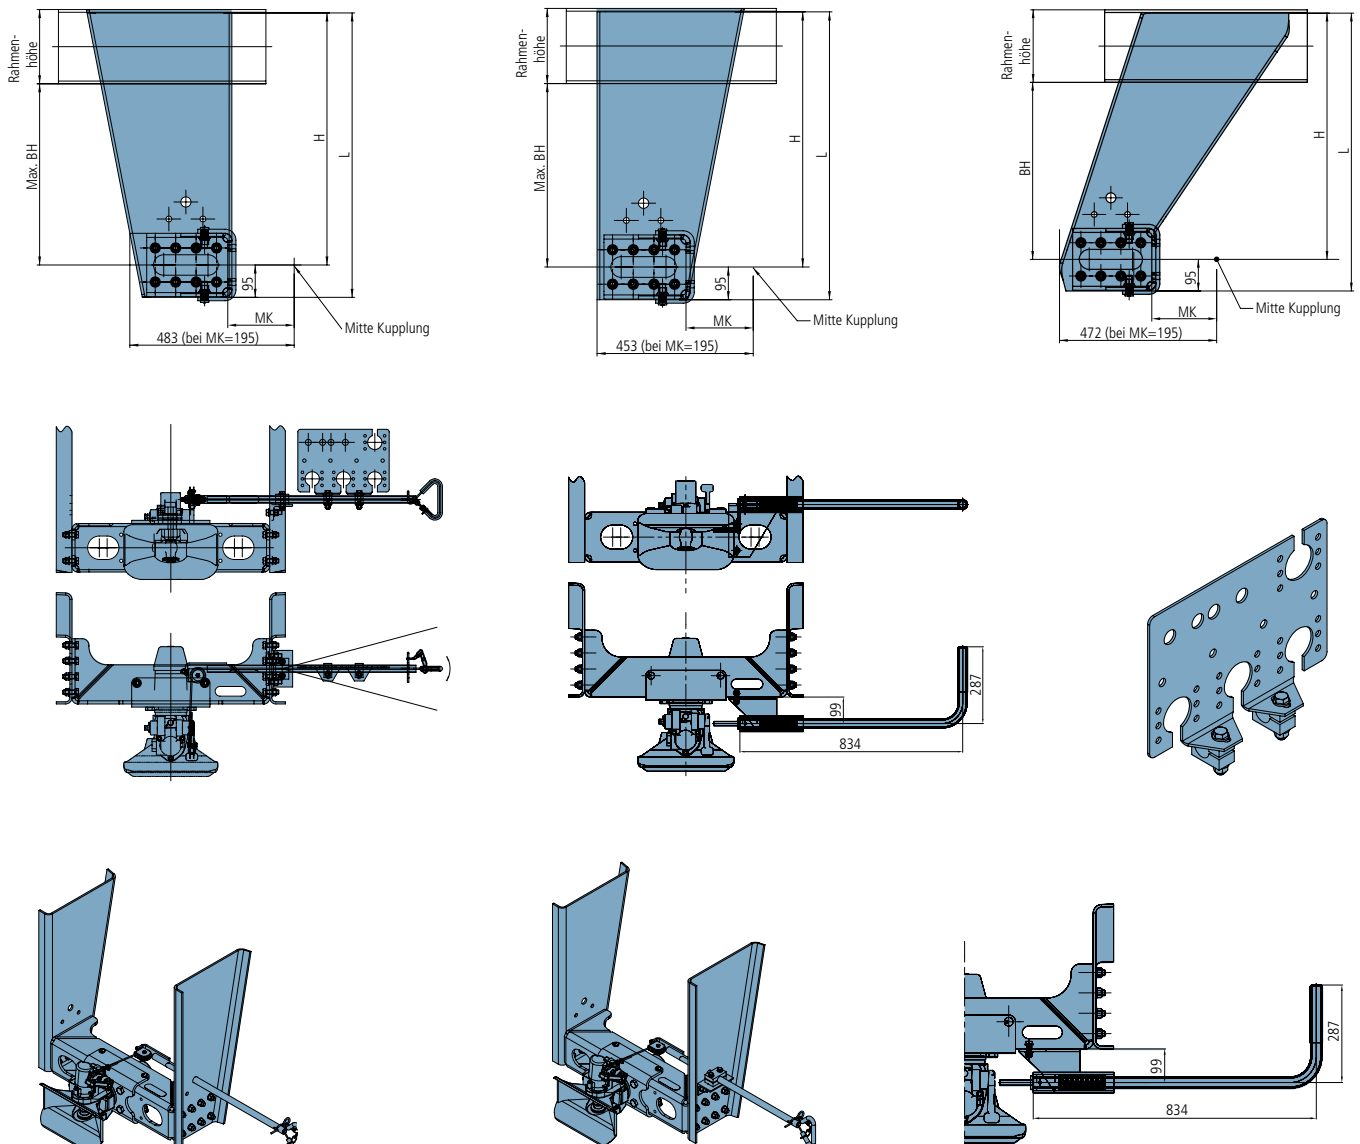 Rahmen-
höhe
Max. BH
H
L
95
MK
Mitte Kupplung
483 (bei MK=195)
Rahmen-
höhe
Max. BH
H
L
95
MK
Mitte Kupplung
453 (bei MK=195)
Rahmen-
höhe
BH
H
L
95
MK
Mitte Kupplung
472 (bei MK=195)
287
99
834
287
99
834